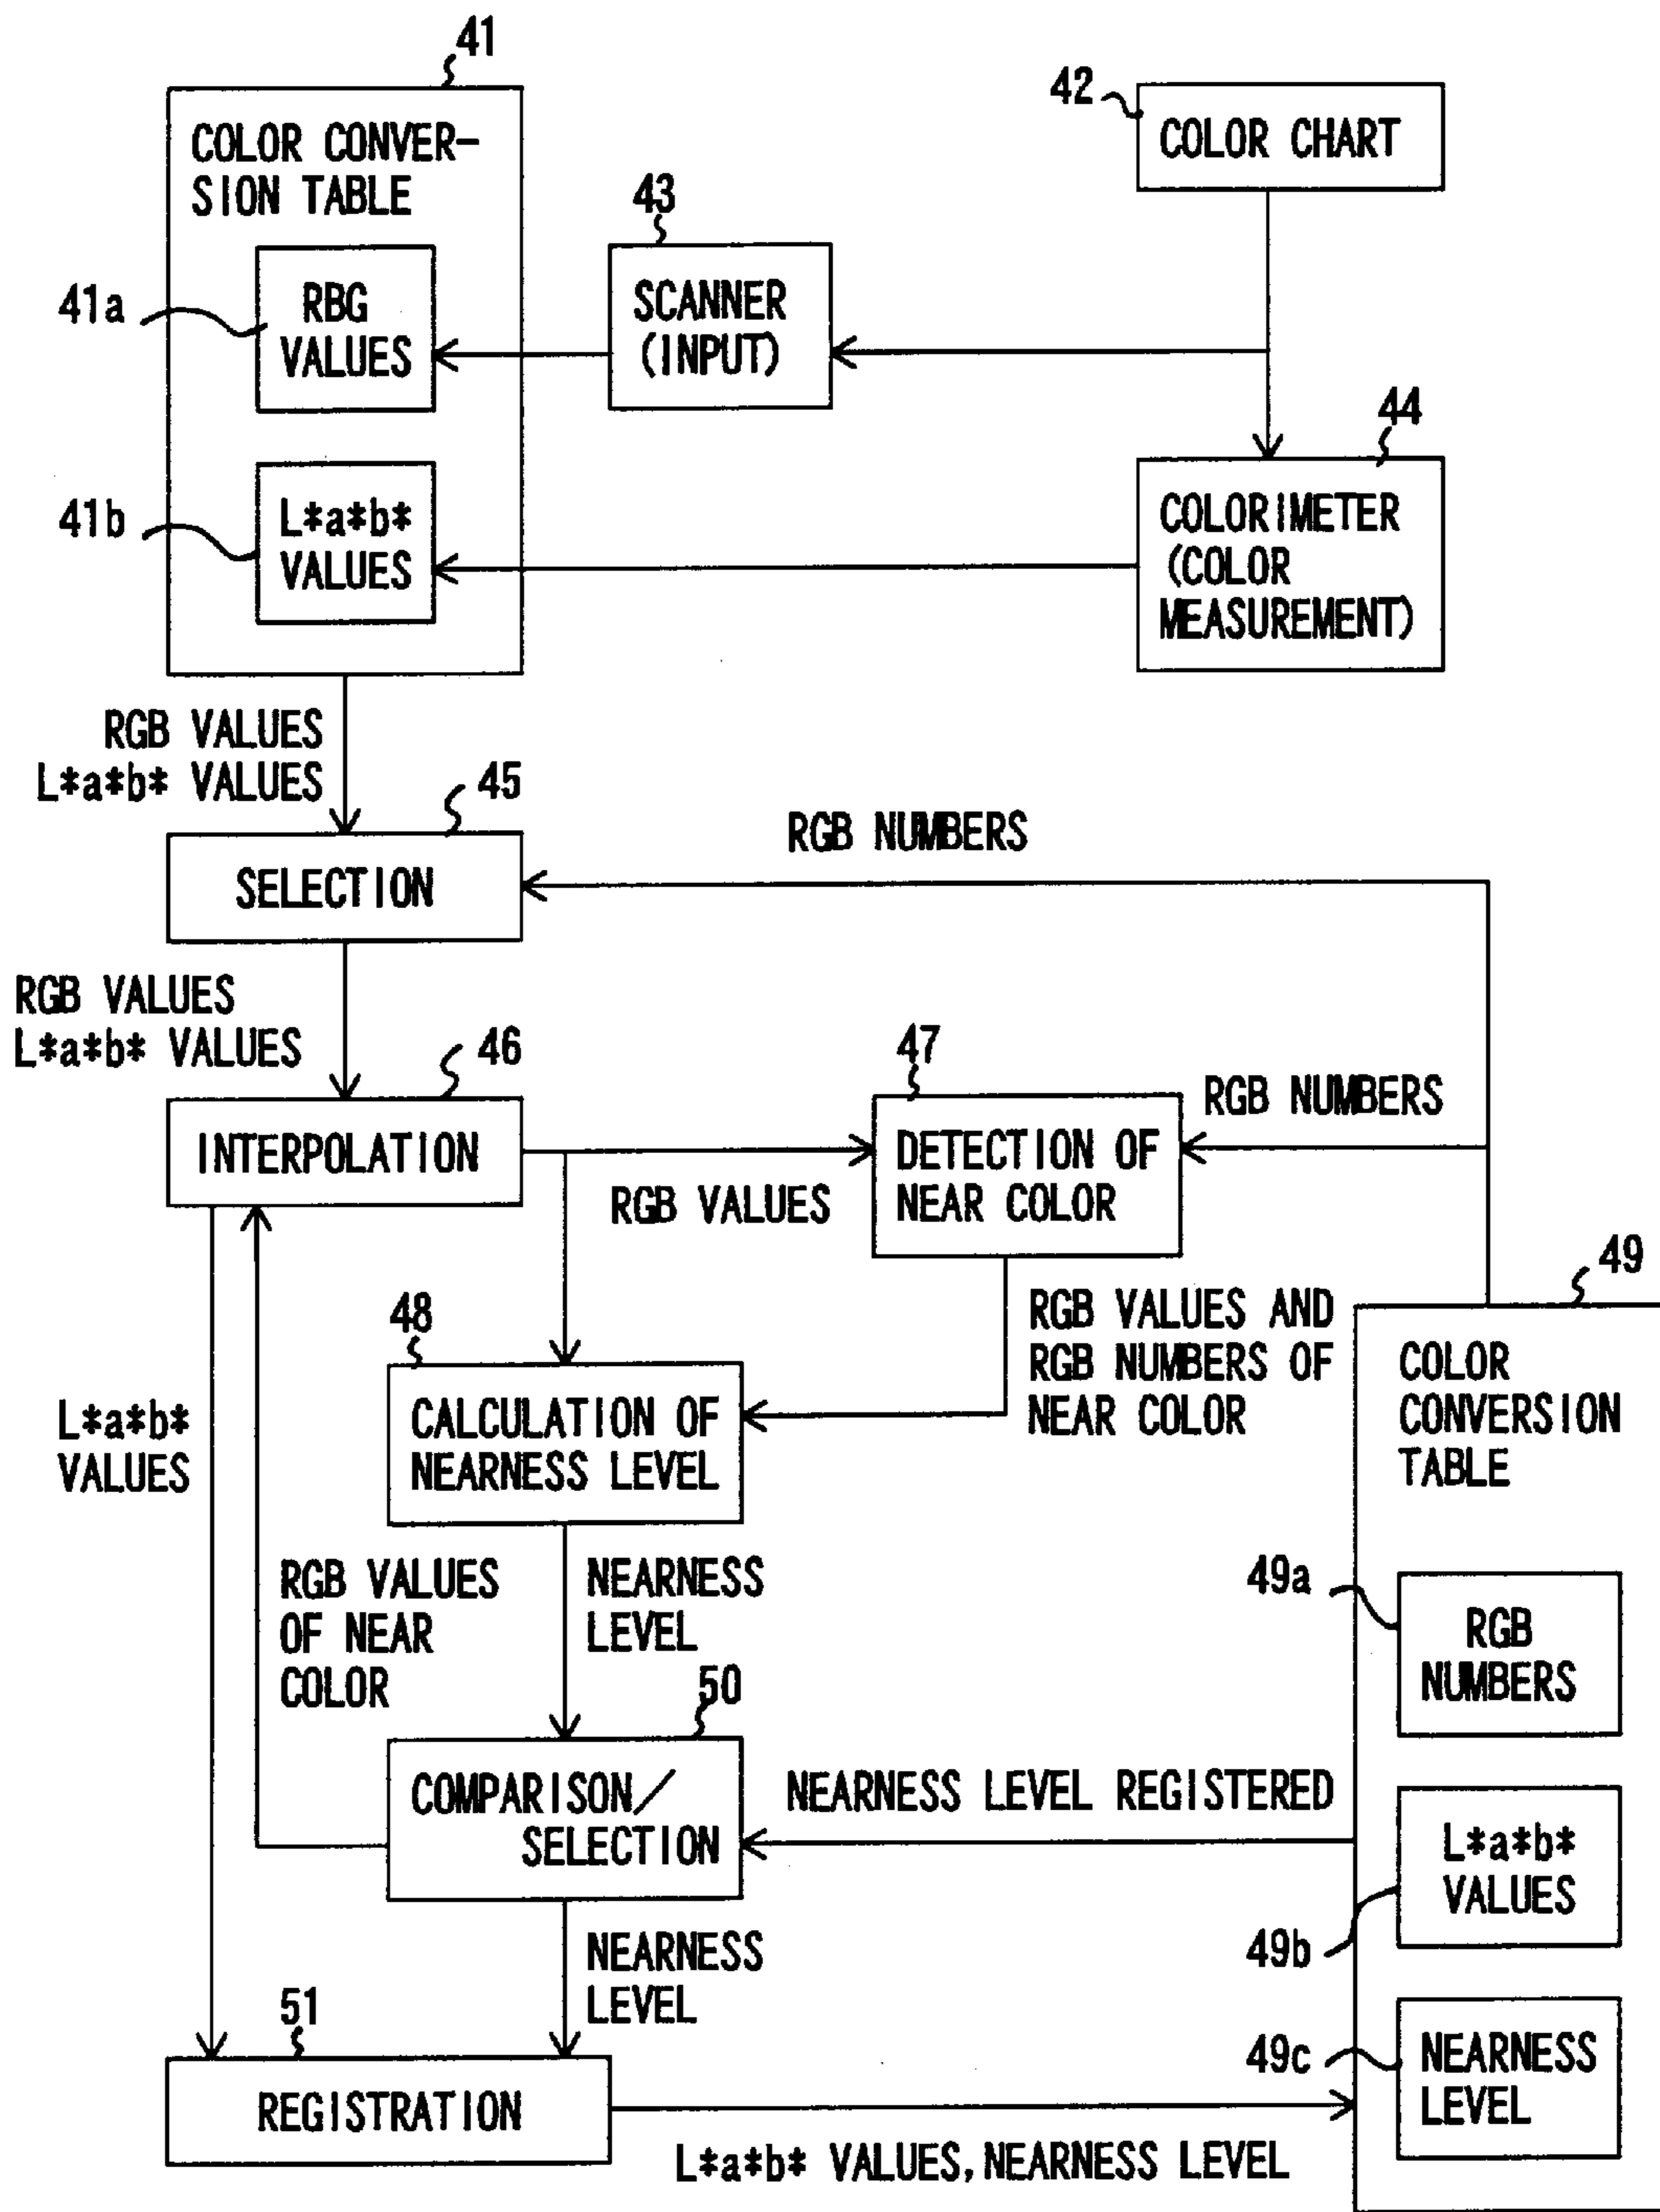 41
COLOR CONVER-
SION TABLE
42
COLOR CHART
43
SCANNER
(INPUT)
41a
RBG
VALUES
44
COLORIMETER
(COLOR
MEASUREMENT)
41b
L*a*b*
VALUES
RGB VALUES
L*a*b* VALUES
45
SELECTION
RGB NUMBERS
RGB VALUES
L*a*b* VALUES
46
INTERPOLATION
47
DETECTION OF
NEAR COLOR
RGB NUMBERS
RGB VALUES
48
CALCULATION OF
NEARNESS LEVEL
RGB VALUES AND
RGB NUMBERS OF
NEAR COLOR
49
COLOR
CONVERSION
TABLE
L*a*b*
VALUES
RGB VALUES
OF NEAR
COLOR
NEARNESS
LEVEL
49a
RGB
NUMBERS
50
COMPARISON/
SELECTION
NEARNESS LEVEL REGISTERED
49b
L*a*b*
VALUES
NEARNESS
LEVEL
49c
NEARNESS
LEVEL
51
REGISTRATION
L*a*b* VALUES, NEARNESS LEVEL